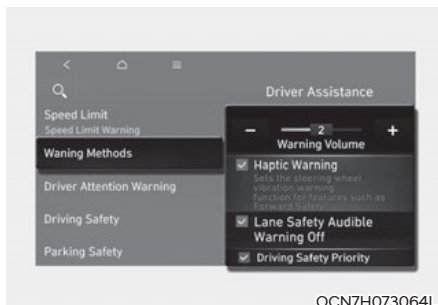 Driver Assistance
Speed Limit
Speed Limit Warning
Waning Methods
Driver Attention Warning
Driving Safety
Parking Safety
2
Warning Volume
Haptic Warning
Sets the steering wheel
vibration warning
function for features such as
Forward Safety
Lane Safety Audible
Warning Off
Driving Safety Priority
OCN7H073064L